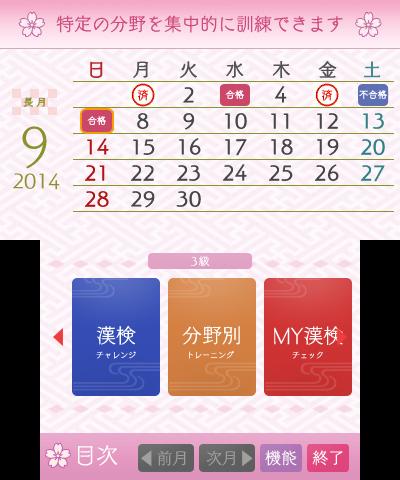 特定の分野を集中的に訓練できます
日 月 火 水 木 金 土
済 2 合格 4 済 不合格
長月
9
2014
合格 8 9 10 11 12 13
14 15 16 17 18 19 20
21 22 23 24 25 26 27
28 29 30
3級
漢検 分野別 MY漢検
チャレンジ トレーニング チェック
目次 前月 次月 機能 終了